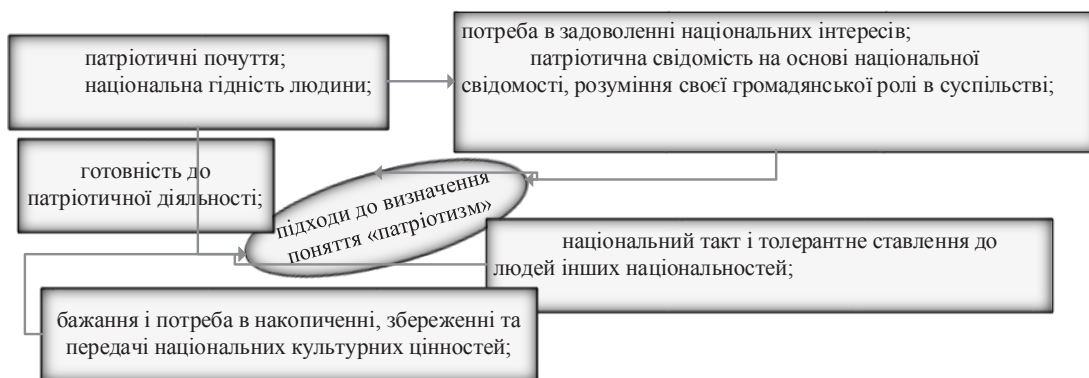 патріотичні почуття;
національна гідність людини;
потреба в задоволенні національних інтересів;
патріотична свідомість на основі національної
свідомості, розуміння своєї громадянської ролі в суспільстві;
готовність до
патріотичної діяльності;
підходи до визначення
поняття «патріотизм»
національний такт і толерантне ставлення до
людей інших національностей;
бажання і потреба в накопиченні, збереженні та
передачі національних культурних цінностей;